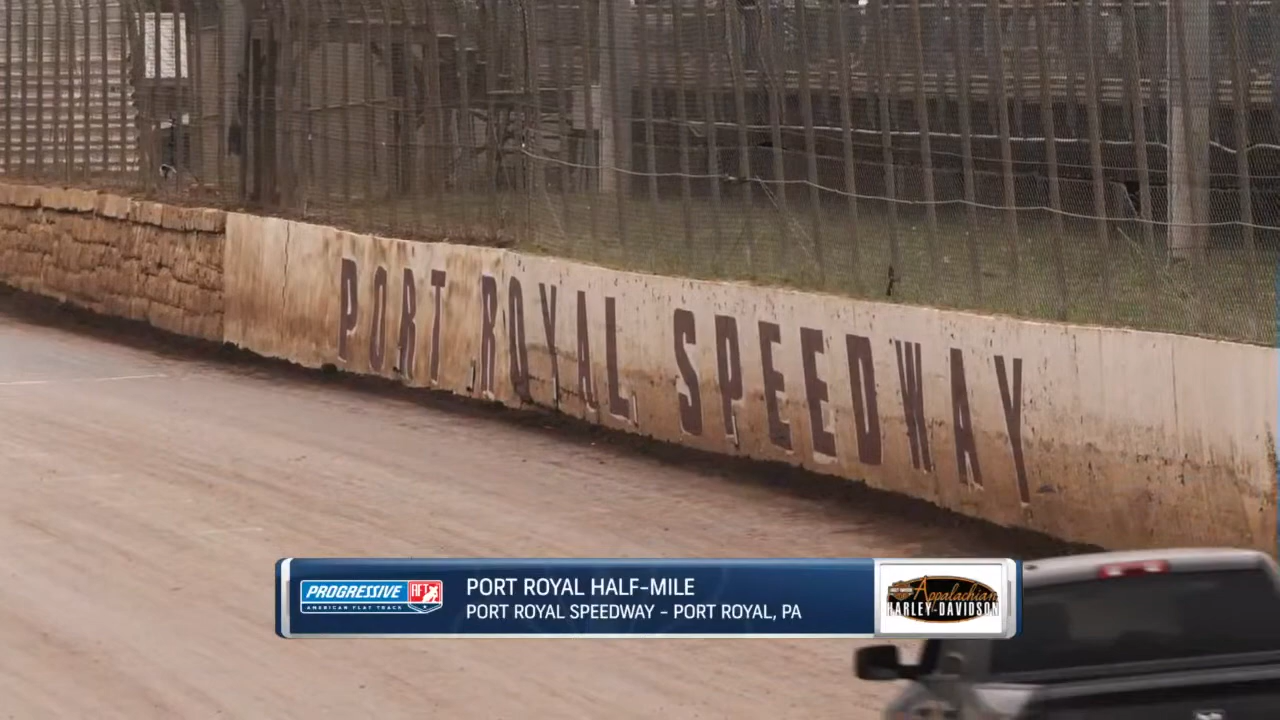 PORT ROYAL SPEEDWAY
PROGRESSIVE
AFT
AMERICAN FLAT TRACK
PORT ROYAL HALF-MILE
PORT ROYAL SPEEDWAY – PORT ROYAL, PA
Appalachian
HARLEY-DAVIDSON